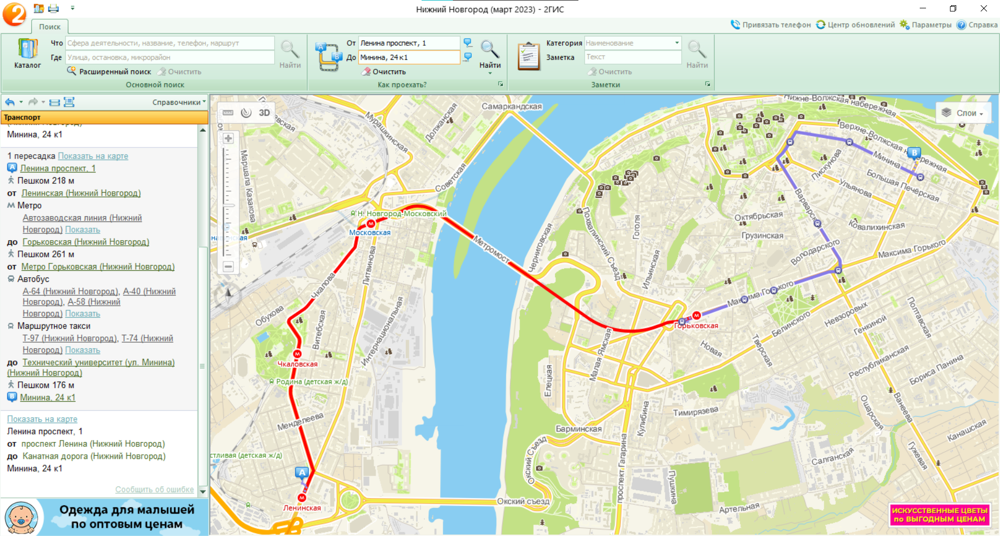 Нижний Новгород (март 2023) - 2ГИС
Поиск
Привязать телефон
Центр обновлений
Параметры
Справка
Каталог
Что
Сфера деятельности, название, телефон, маршрут
Где
Улица, остановка, микрорайон
Расширенный поиск
Очистить
Найти
Основной поиск
От
Ленина проспект, 1
До
Минина, 24 к1
Очистить
Найти
Как проехать?
Категория
Наименование
Заметка
Текст
Очистить
Найти
Заметки
Справочники
Транспорт
(Нижний Новгород)
Минина, 24 к1
1 пересадка Показать на карте
A Ленина проспект, 1
Пешком 218 м
от Ленинская (Нижний Новгород)
Метро
Автозаводская линия (Нижний
Новгород) Показать
до Горьковская (Нижний Новгород)
Пешком 261 м
от Метро Горьковская (Нижний Новгород)
Автобус
А-64 (Нижний Новгород), А-40 (Нижний
Новгород), А-58 (Нижний
Новгород) Показать
Маршрутное такси
Т-97 (Нижний Новгород), Т-74 (Нижний
Новгород) Показать
до Технический университет (ул. Минина)
(Нижний Новгород)
Пешком 176 м
B Минина, 24 к1
Показать на карте
Ленина проспект, 1
от проспект Ленина (Нижний Новгород)
до Канатная дорога (Нижний Новгород)
Минина, 24 к1
Сообщить об ошибке
Одежда для малышей
по оптовым ценам
3D
Слои
Самаркандская
Мурашкинская
Должанская
Советская
Маршала Казакова
Н. Новгород-Московский
Московская
Метромост
Черниговская
Литвинова
Чкалова
Обухова
Витебская
Интернациональная
Чкаловская
Родина (детская ж/д)
Менделеева
стливая (детская ж/д)
A
Ленинская
Окский съезд
Окский Съезд
Барминская
Елецкая
Малая Ямская
Кулибина
проспект Гагарина
Пушкина
Тимирязева
Артельная
Салганская
Гужевая
Канашская
Ошарская
Ванеева
Бориса Панина
Республиканская
Тверская
Новая
Генкиной
Невзоровых
Полтавская
Белинского
Горьковская
Максима Горького
Максима Горького
Ильинская
Похвалинский Съезд
Гоголя
Октябрьская
Грузинская
Володарского
Ковалихинская
Варварская
Ульянова
Пискунова
Большая Печёрская
Минина
B
Верхне-Волжская набережная
Нижне-Волжская набережная
ИСКУССТВЕННЫЕ ЦВЕТЫ
по ВЫГОДНЫМ ЦЕНАМ